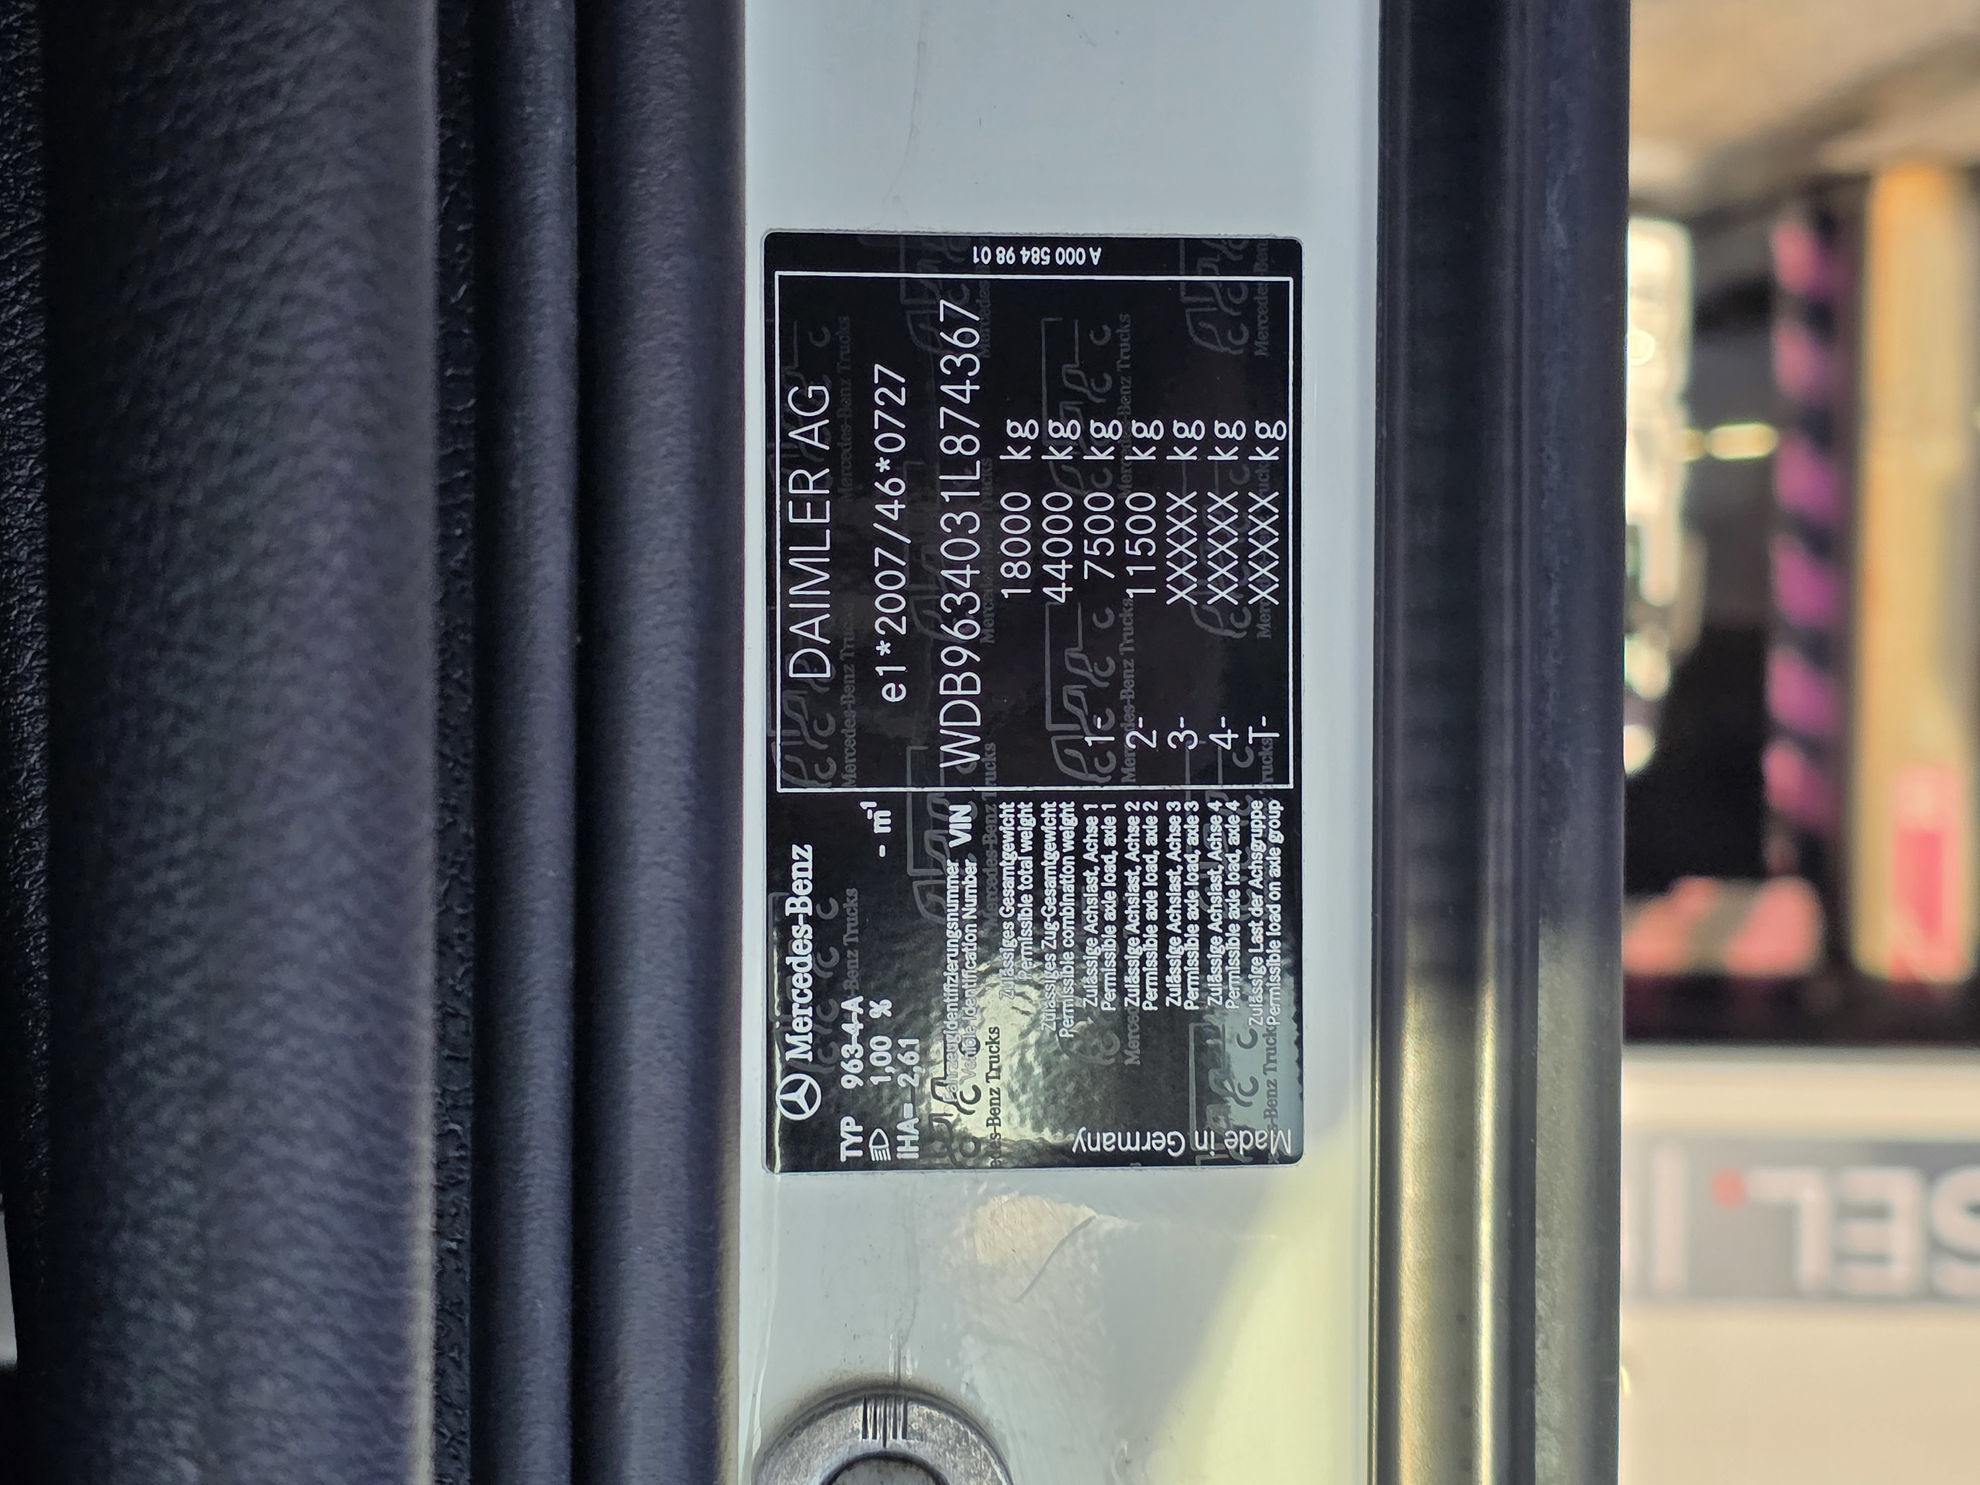 Mercedes-Benz
TYP 963-4-A
1,00 % - m-1
iHA= 2,61
DAIMLER AG
e1*2007/46*0727
Fahrzeugidentifizierungsnummer
Vehicle Identification Number VIN WDB9634031L874367
Zulässiges Gesamtgewicht
Permissible total weight 18000 kg
Zulässiges Zug-Gesamtgewicht
Permissible combination weight 44000 kg
Zulässige Achslast, Achse 1
Permissible axle load, axle 1 1- 7500 kg
Zulässige Achslast, Achse 2
Permissible axle load, axle 2 2- 11500 kg
Zulässige Achslast, Achse 3
Permissible axle load, axle 3 3- XXXXX kg
Zulässige Achslast, Achse 4
Permissible axle load, axle 4 4- XXXXX kg
Zulässige Last der Achsgruppe
Permissible load on axle group T- XXXXX kg
Made in Germany
A 000 584 98 01
Mercedes-Benz Trucks